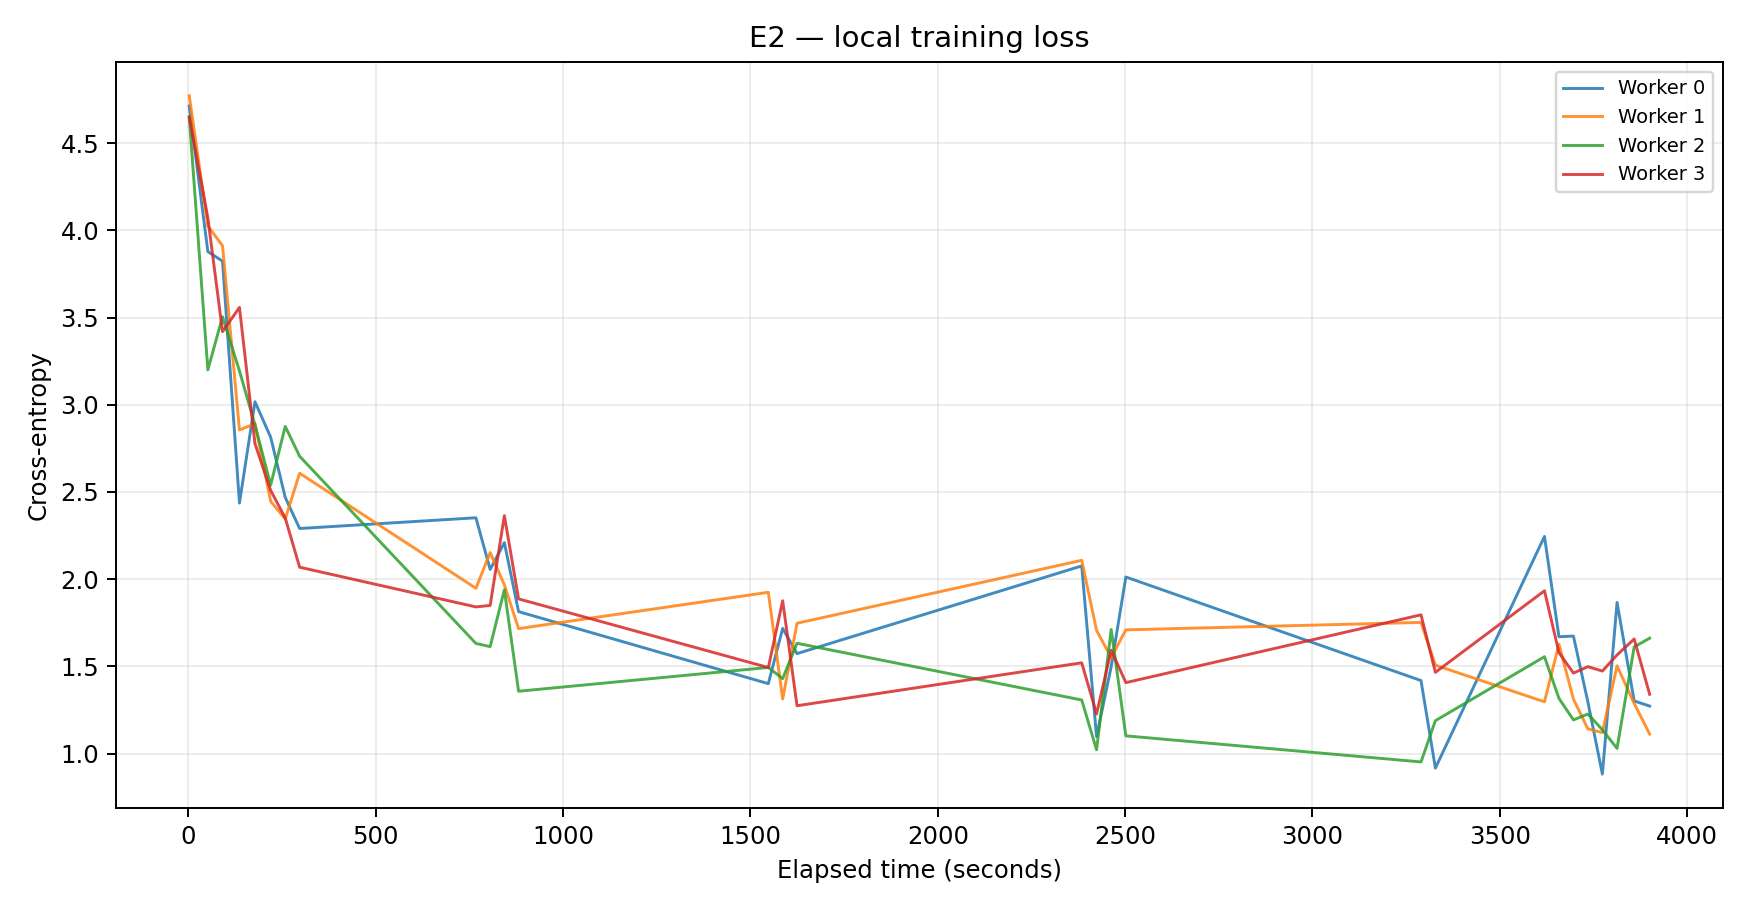 E2 — local training loss
Worker 0
Worker 1
Worker 2
Worker 3
Cross-entropy
4.5
4.0
3.5
3.0
2.5
2.0
1.5
1.0
0 500 1000 1500 2000 2500 3000 3500 4000
Elapsed time (seconds)